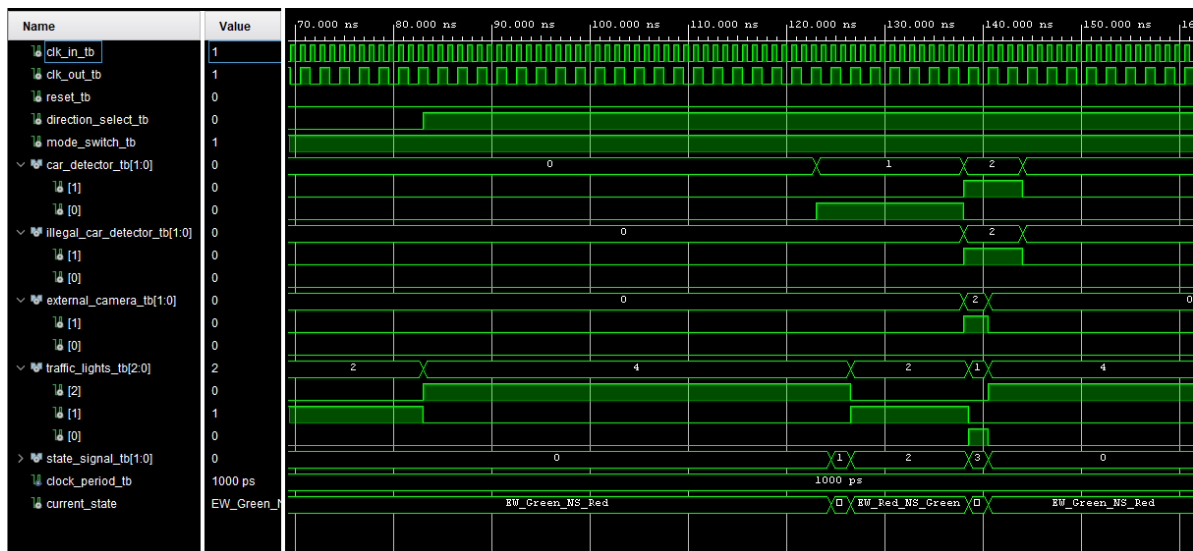 Name Value 70.000 ns 80.000 ns 90.000 ns 100.000 ns 110.000 ns 120.000 ns 130.000 ns 140.000 ns 150.000 ns 16
clk_in_tb 1
clk_out_tb 1
reset_tb 0
direction_select_tb 0
mode_switch_tb 1
car_detector_tb[1:0] 0 0 1 2
[1] 0
[0] 0
illegal_car_detector_tb[1:0] 0 0 2
[1] 0
[0] 0
external_camera_tb[1:0] 0 0 2 0
[1] 0
[0] 0
traffic_lights_tb[2:0] 2 2 4 2 1 4
[2] 0
[1] 1
[0] 0
state_signal_tb[1:0] 0 0 1 2 3 0
clock_period_tb 1000 ps 1000 ps
current_state EW_Green_N EW_Green_NS_Red EW_Red_NS_Green EW_Green_NS_Red